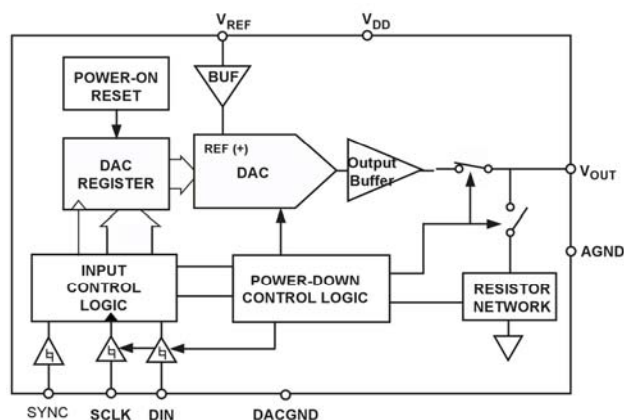 VREF
VDD
BUF
POWER-ON
RESET
REF (+)
DAC
REGISTER
DAC
Output
Buffer
VOUT
AGND
INPUT
CONTROL
LOGIC
POWER-DOWN
CONTROL LOGIC
RESISTOR
NETWORK
SYNC
SCLK
DIN
DACGND